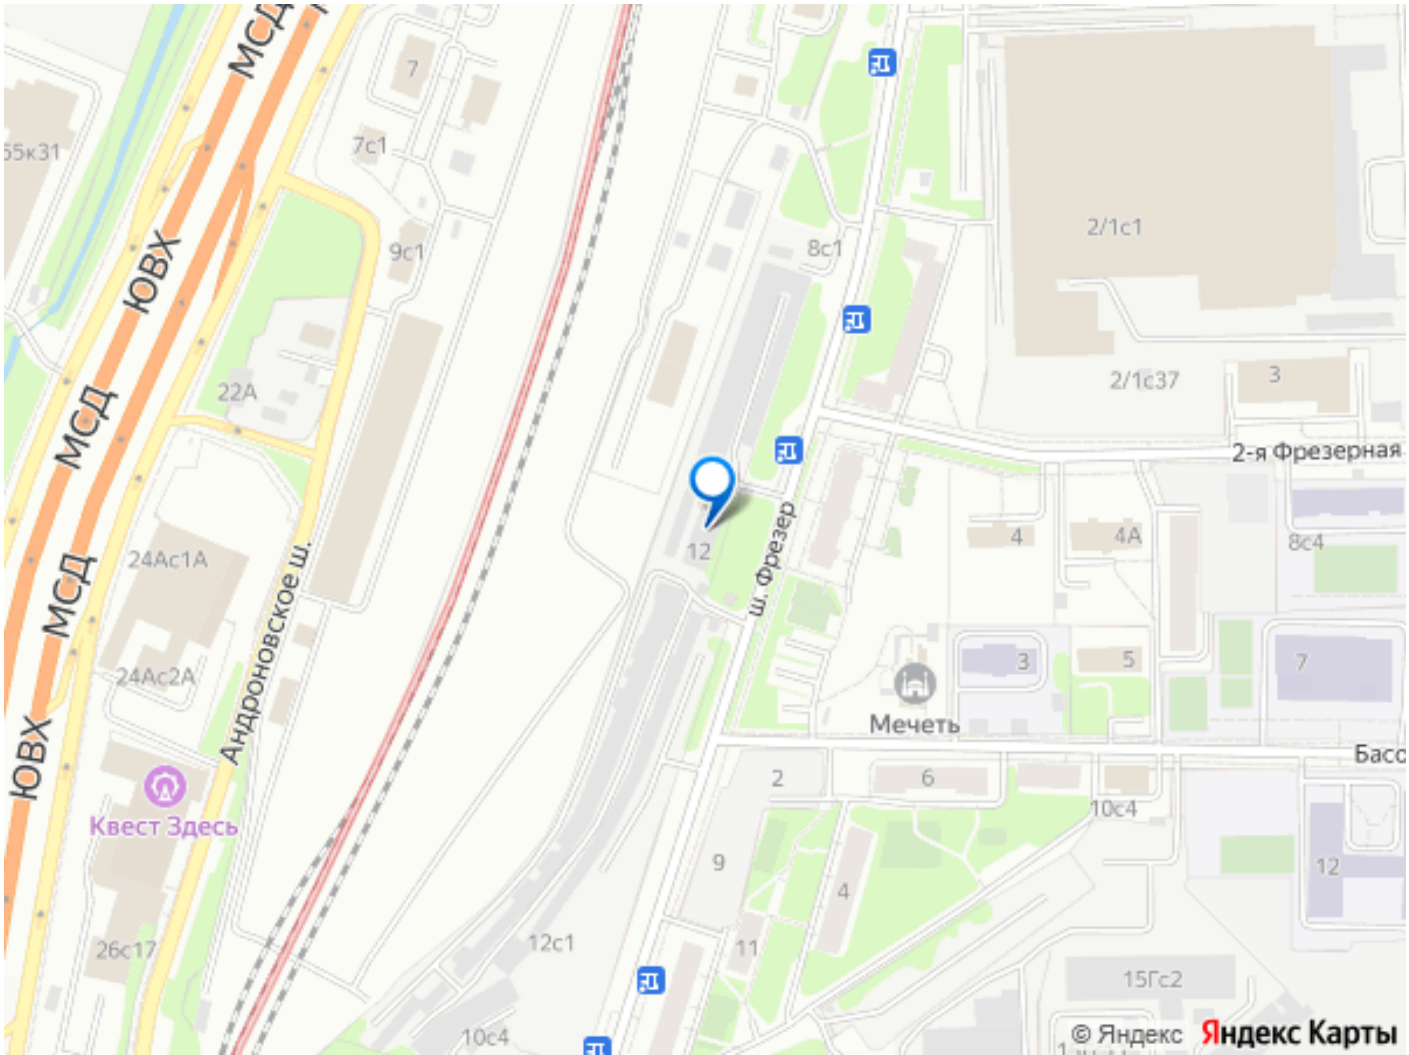 МСД
7
55к31
7с1
9с1
8с1
2/1с1
ЮВХ
22А
2/1с37
3
МСД
2-я Фрезерная
12
4
4А
8с4
ш. Фрезер
24Ас1А
МСД
Андроновское ш.
3
5
7
24Ас2А
Мечеть
ЮВХ
Басо
2
6
10с4
Квест Здесь
9
4
12
26с17
12с1
11
15Гс2
10с4
© Яндекс
Яндекс Карты